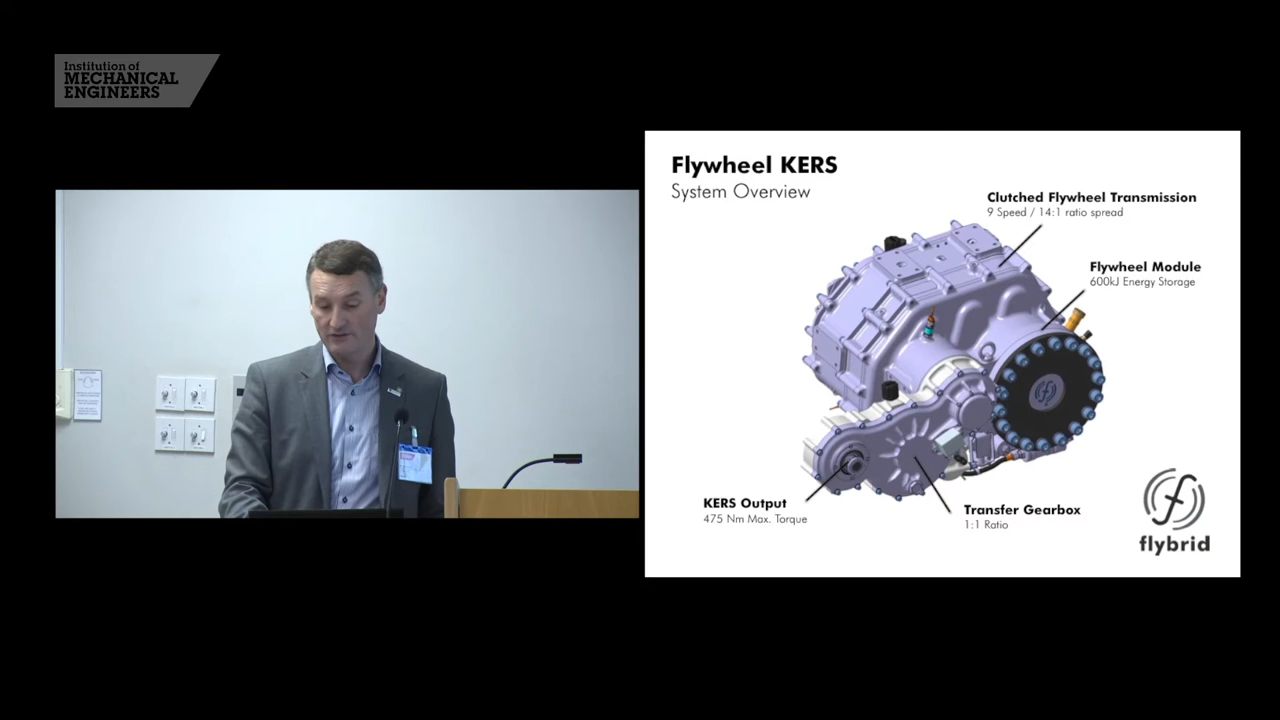 Institution of
MECHANICAL
ENGINEERS
Flywheel KERS
System Overview
Clutched Flywheel Transmission
9 Speed / 14:1 ratio spread
Flywheel Module
600kJ Energy Storage
KERS Output
475 Nm Max. Torque
Transfer Gearbox
1:1 Ratio
flybrid